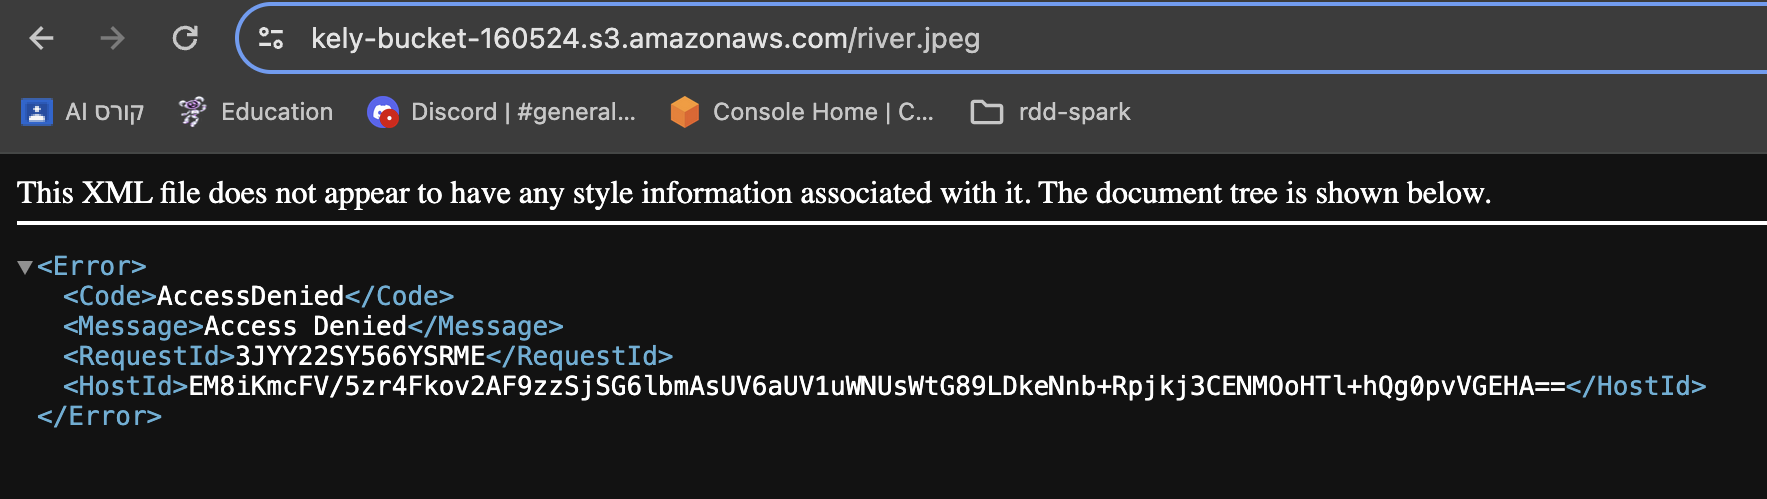 kely-bucket-160524.s3.amazonaws.com/river.jpeg
קורס AI Education Discord | #general... Console Home | C... rdd-spark
This XML file does not appear to have any style information associated with it. The document tree is shown below.
<Error>
<Code>AccessDenied</Code>
<Message>Access Denied</Message>
<RequestId>3JYY22SY566YSRME</RequestId>
<HostId>EM8iKmcFV/5zr4Fkov2AF9zzSjSG6lbmAsUV6aUV1uWNUsWtG89LDkeNnb+Rpjkj3CENMOoHTl+hQg0pvVGEHA==</HostId>
</Error>